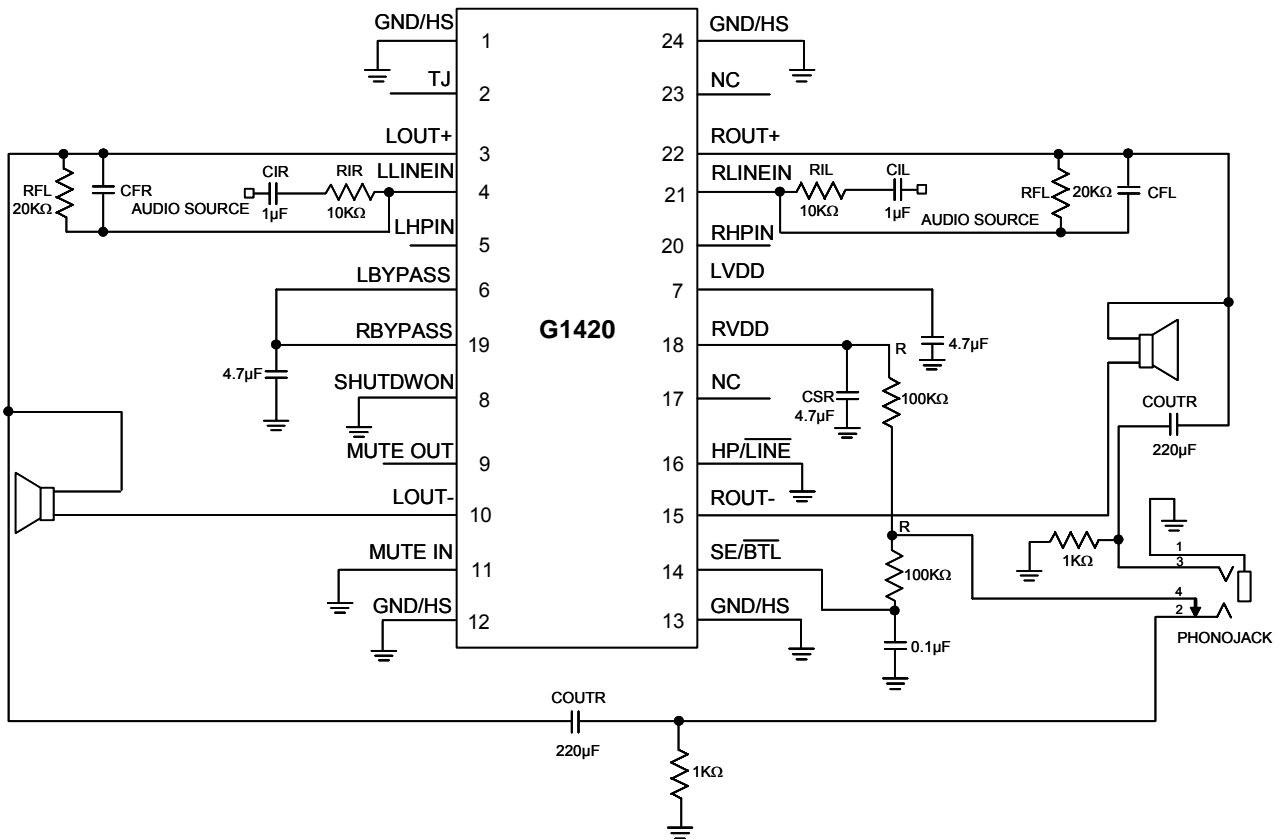 GND/HS
1
TJ
2
LOUT+
3
LLINEIN
4
LHPIN
5
LBYPASS
6
RBYPASS
19
SHUTDWON
8
MUTE OUT
9
LOUT-
10
MUTE IN
11
GND/HS
12
G1420
GND/HS
24
NC
23
ROUT+
22
RLINEIN
21
RHPIN
20
LVDD
7
RVDD
18
NC
17
HP/LINE
16
ROUT-
15
SE/BTL
14
GND/HS
13
RFL
20KΩ
CFR
AUDIO SOURCE
CIR
1µF
RIR
10KΩ
4.7µF
RIL
10KΩ
CIL
1µF
AUDIO SOURCE
RFL
20KΩ
CFL
4.7µF
R
100KΩ
CSR
4.7µF
R
100KΩ
0.1µF
COUTR
220µF
1KΩ
1
3
4
2
PHONOJACK
COUTR
220µF
1KΩ